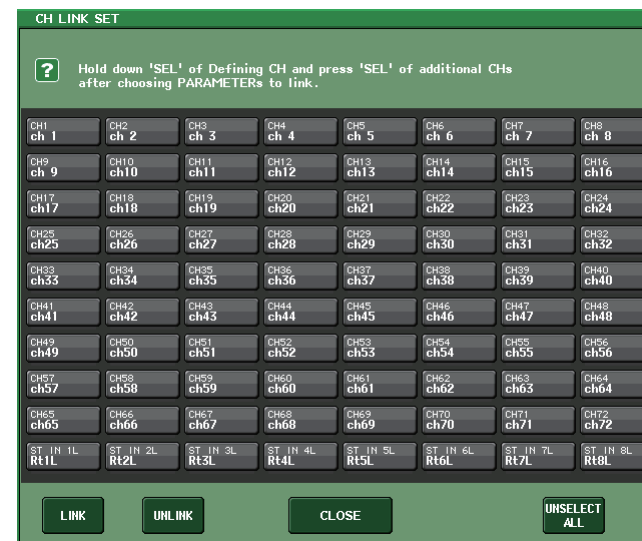 CH LINK SET
? Hold down 'SEL' of Defining CH and press 'SEL' of additional CHs
after choosing PARAMETERs to link.
CH1 CH2 CH3 CH4 CH5 CH6 CH7 CH8
ch 1 ch 2 ch 3 ch 4 ch 5 ch 6 ch 7 ch 8
CH9 CH10 CH11 CH12 CH13 CH14 CH15 CH16
ch 9 ch10 ch11 ch12 ch13 ch14 ch15 ch16
CH17 CH18 CH19 CH20 CH21 CH22 CH23 CH24
ch17 ch18 ch19 ch20 ch21 ch22 ch23 ch24
CH25 CH26 CH27 CH28 CH29 CH30 CH31 CH32
ch25 ch26 ch27 ch28 ch29 ch30 ch31 ch32
CH33 CH34 CH35 CH36 CH37 CH38 CH39 CH40
ch33 ch34 ch35 ch36 ch37 ch38 ch39 ch40
CH41 CH42 CH43 CH44 CH45 CH46 CH47 CH48
ch41 ch42 ch43 ch44 ch45 ch46 ch47 ch48
CH49 CH50 CH51 CH52 CH53 CH54 CH55 CH56
ch49 ch50 ch51 ch52 ch53 ch54 ch55 ch56
CH57 CH58 CH59 CH60 CH61 CH62 CH63 CH64
ch57 ch58 ch59 ch60 ch61 ch62 ch63 ch64
CH65 CH66 CH67 CH68 CH69 CH70 CH71 CH72
ch65 ch66 ch67 ch68 ch69 ch70 ch71 ch72
ST IN 1L ST IN 2L ST IN 3L ST IN 4L ST IN 5L ST IN 6L ST IN 7L ST IN 8L
Rt1L Rt2L Rt3L Rt4L Rt5L Rt6L Rt7L Rt8L
LINK UNLINK CLOSE UNSELECT
ALL